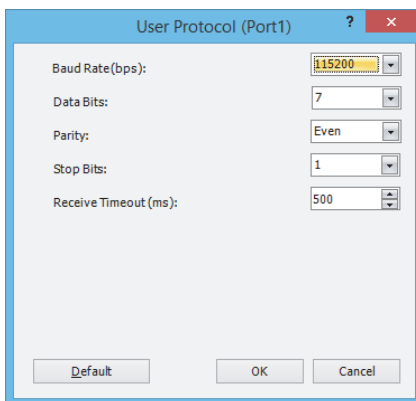 User Protocol (Port1) ? ×
Baud Rate(bps): 115200
Data Bits: 7
Parity: Even
Stop Bits: 1
Receive Timeout (ms): 500
Default OK Cancel